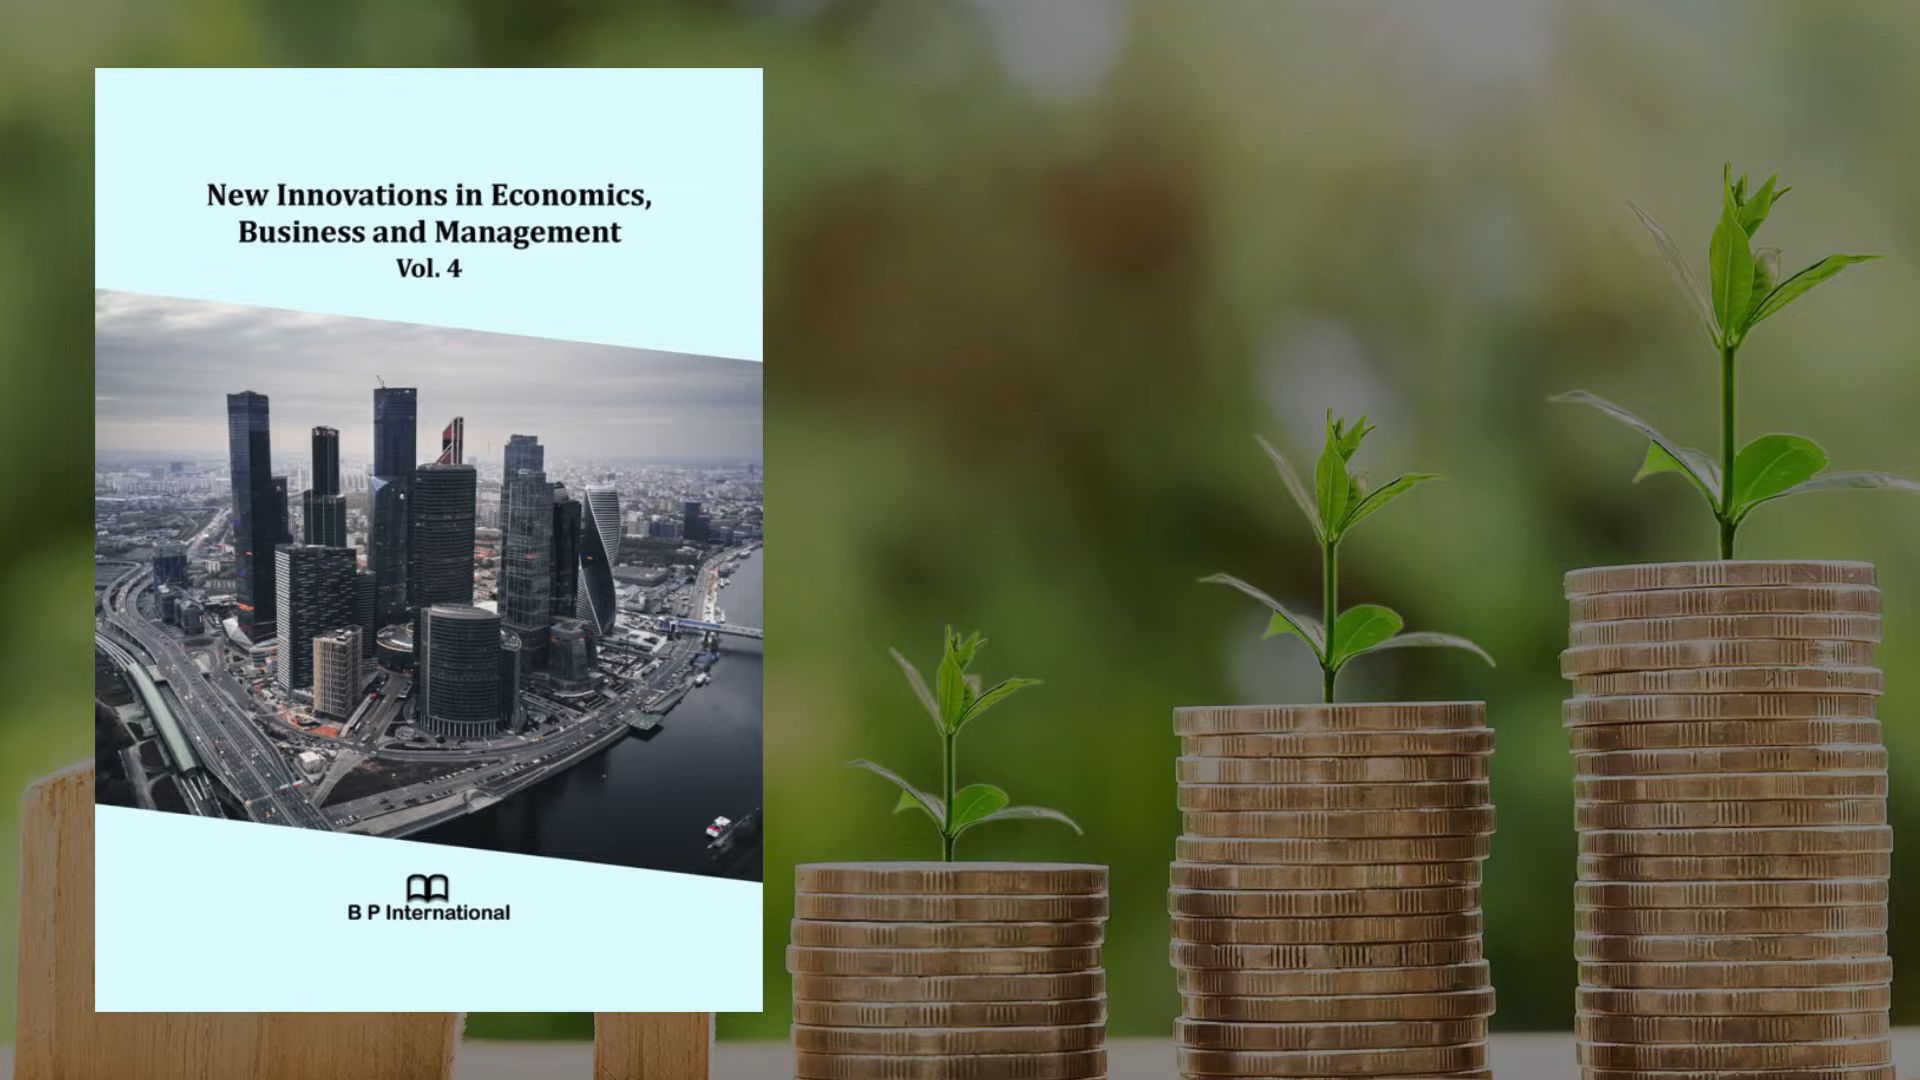 New Innovations in Economics,
Business and Management
Vol. 4
B P International